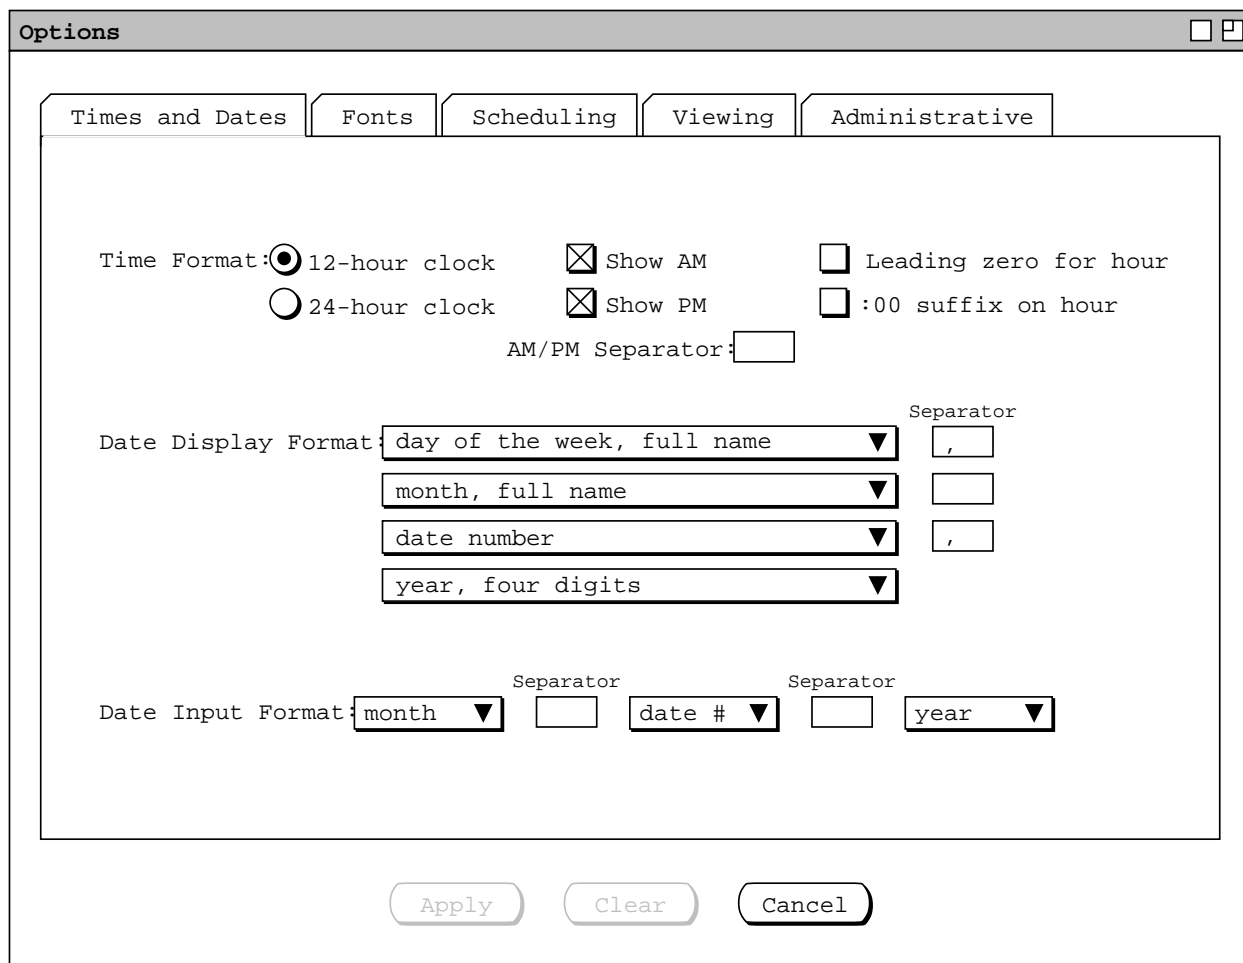 Options
Times and Dates Fonts Scheduling Viewing Administrative
Time Format: 12-hour clock Show AM Leading zero for hour
24-hour clock Show PM :00 suffix on hour
AM/PM Separator:
Separator
Date Display Format: day of the week, full name ,
month, full name
date number ,
year, four digits
Separator Separator
Date Input Format: month date # year
Apply Clear Cancel